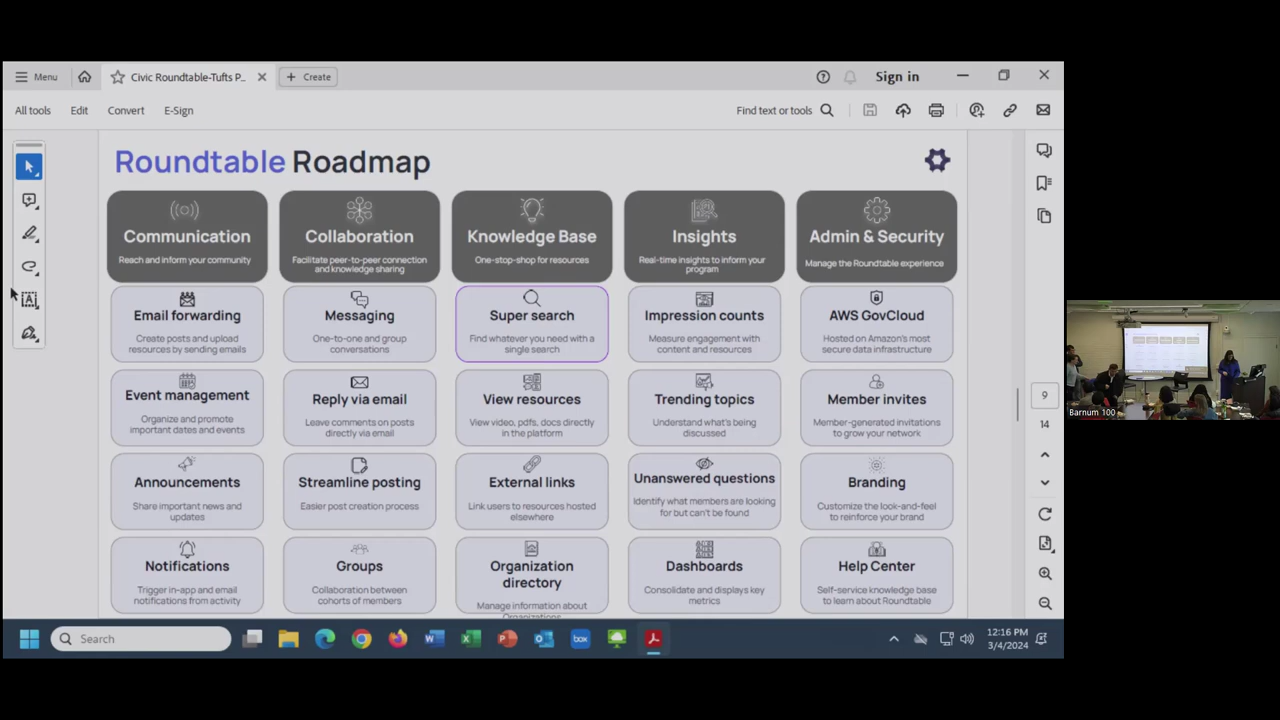 Menu
Civic Roundtable-Tufts P...
Create
Sign in
All tools
Edit
Convert
E-Sign
Find text or tools
Roundtable Roadmap
Communication
Reach and inform your community
Collaboration
Facilitate peer-to-peer connection
and knowledge sharing
Knowledge Base
One-stop-shop for resources
Insights
Real-time insights to inform your
program
Admin & Security
Manage the Roundtable experience
Email forwarding
Create posts and upload
resources by sending emails
Messaging
One-to-one and group
conversations
Super search
Find whatever you need with a
single search
Impression counts
Measure engagement with
content and resources
AWS GovCloud
Hosted on Amazon's most
secure data infrastructure
Event management
Organize and promote
important dates and events
Reply via email
Leave comments on posts
directly via email
View resources
View video, pdfs, docs directly
in the platform
Trending topics
Understand what's being
discussed
Member invites
Member-generated invitations
to grow your network
Announcements
Share important news and
updates
Streamline posting
Easier post creation process
External links
Link users to resources hosted
elsewhere
Unanswered questions
Identify what members are looking
for but can't be found
Branding
Customize the look-and-feel
to reinforce your brand
Notifications
Trigger in-app and email
notifications from activity
Groups
Collaboration between
cohorts of members
Organization
directory
Manage information about
Organizations
Dashboards
Consolidate and displays key
metrics
Help Center
Self-service knowledge base
to learn about Roundtable
9
14
Barnum 100
Search
box
12:16 PM
3/4/2024